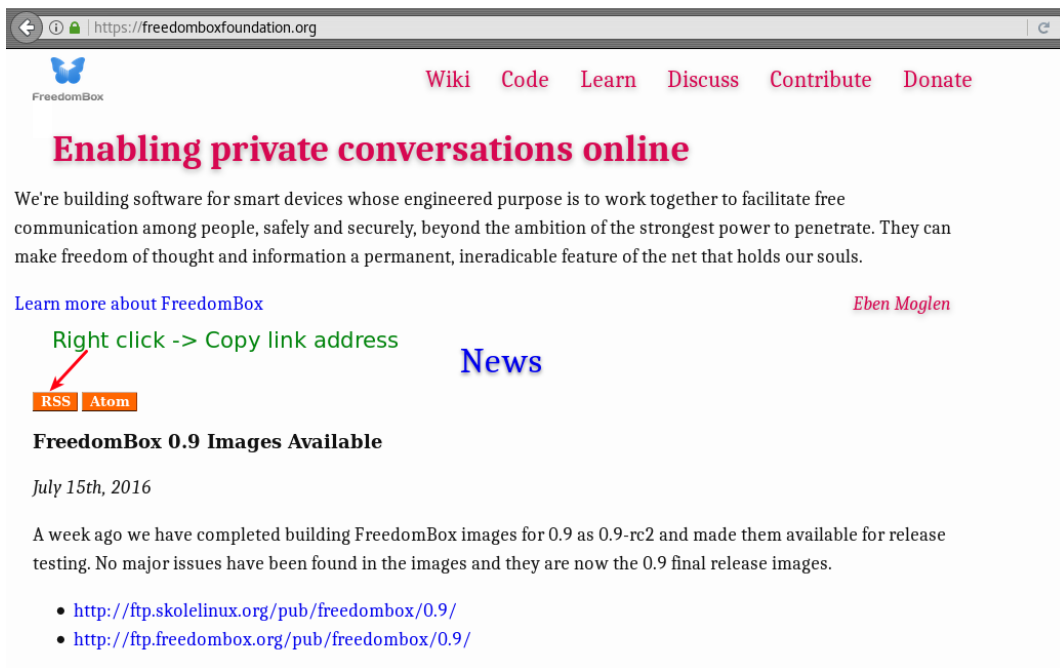 https://freedomboxfoundation.org
FreedomBox
Wiki Code Learn Discuss Contribute Donate
Enabling private conversations online
We're building software for smart devices whose engineered purpose is to work together to facilitate free
communication among people, safely and securely, beyond the ambition of the strongest power to penetrate. They can
make freedom of thought and information a permanent, ineradicable feature of the net that holds our souls.
Learn more about FreedomBox
Eben Moglen
Right click -> Copy link address
News
RSS Atom
FreedomBox 0.9 Images Available
July 15th, 2016
A week ago we have completed building FreedomBox images for 0.9 as 0.9-rc2 and made them available for release
testing. No major issues have been found in the images and they are now the 0.9 final release images.
http://ftp.skolelinux.org/pub/freedombox/0.9/
http://ftp.freedombox.org/pub/freedombox/0.9/